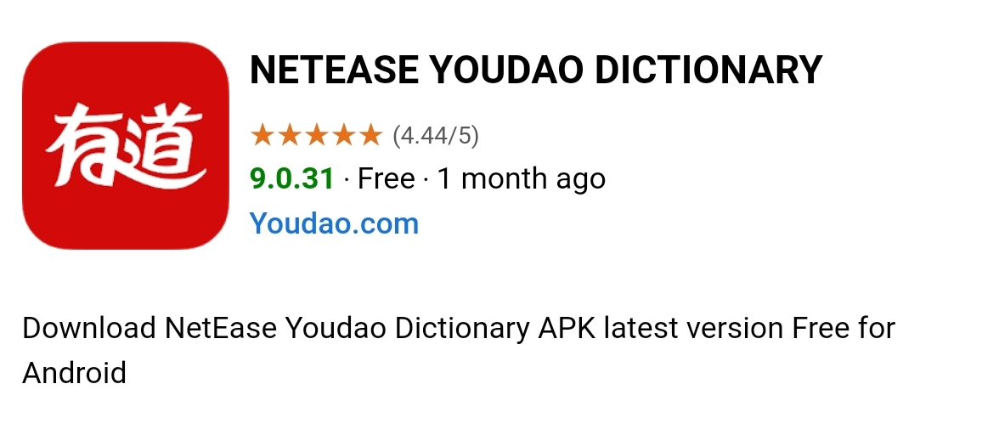 有道
NETEASE YOUDAO DICTIONARY
★★★★★ (4.44/5)
9.0.31 · Free · 1 month ago
Youdao.com
Download NetEase Youdao Dictionary APK latest version Free for
Android